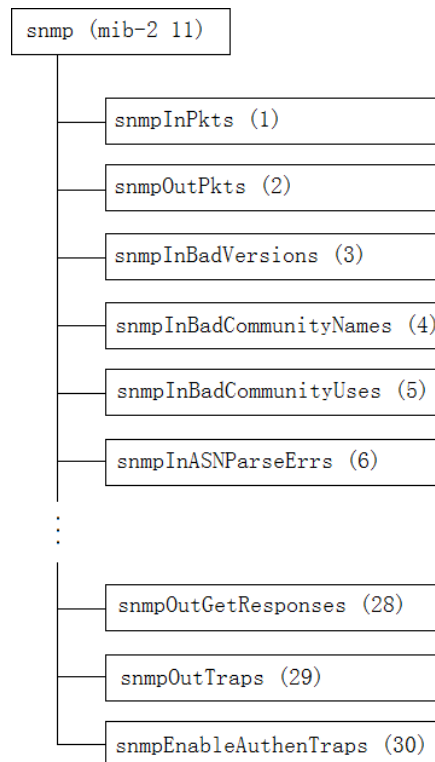 snmp (mib-2 11)
snmpInPkts (1)
snmpOutPkts (2)
snmpInBadVersions (3)
snmpInBadCommunityNames (4)
snmpInBadCommunityUses (5)
snmpInASNParseErrs (6)
⋮
snmpOutGetResponses (28)
snmpOutTraps (29)
snmpEnableAuthenTraps (30)